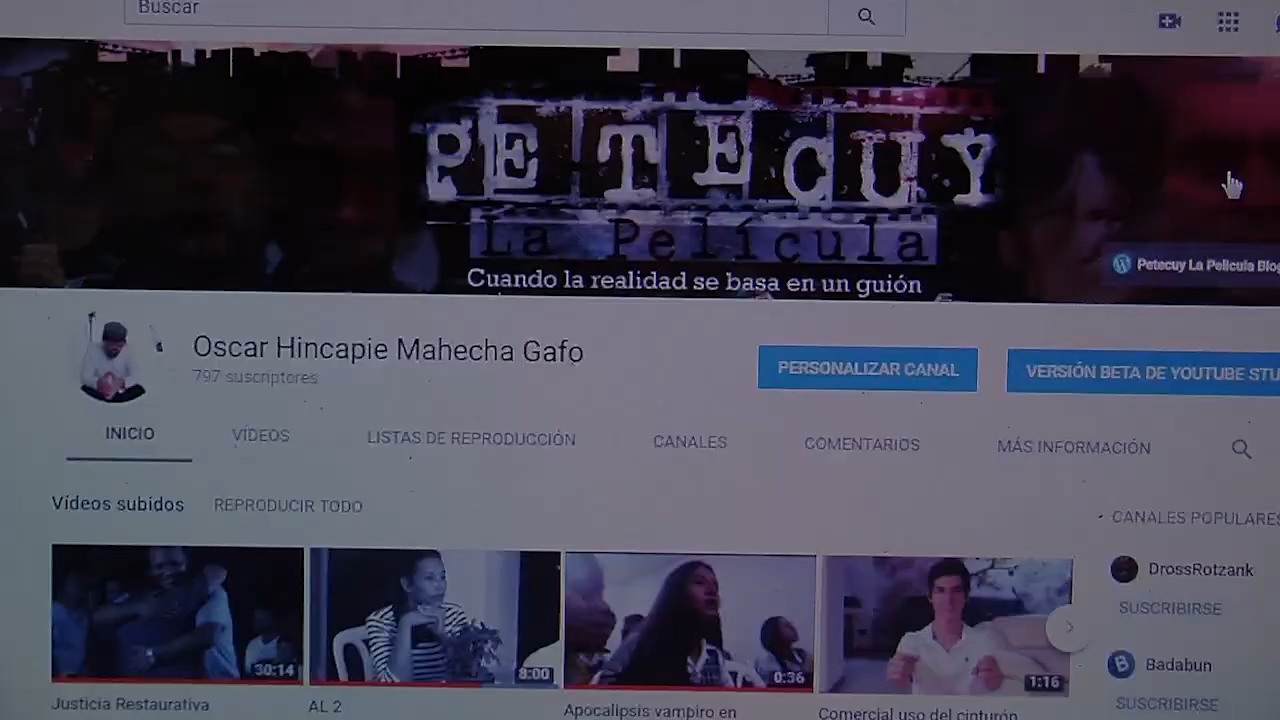 Buscar
PETECUY
La Película
Cuando la realidad se basa en un guión
Petecuy La Pelicula Blog
Oscar Hincapie Mahecha Gafo
797 suscriptores
PERSONALIZAR CANAL
VERSIÓN BETA DE YOUTUBE STU
INICIO
VÍDEOS
LISTAS DE REPRODUCCIÓN
CANALES
COMENTARIOS
MÁS INFORMACIÓN
Vídeos subidos
REPRODUCIR TODO
CANALES POPULARES
30:14
8:00
0:36
1:16
DrossRotzank
SUSCRIBIRSE
Badabun
SUSCRIBIRSE
Justicia Restaurativa
AL 2
Apocalipsis vampiro en
Comercial uso del cinturón